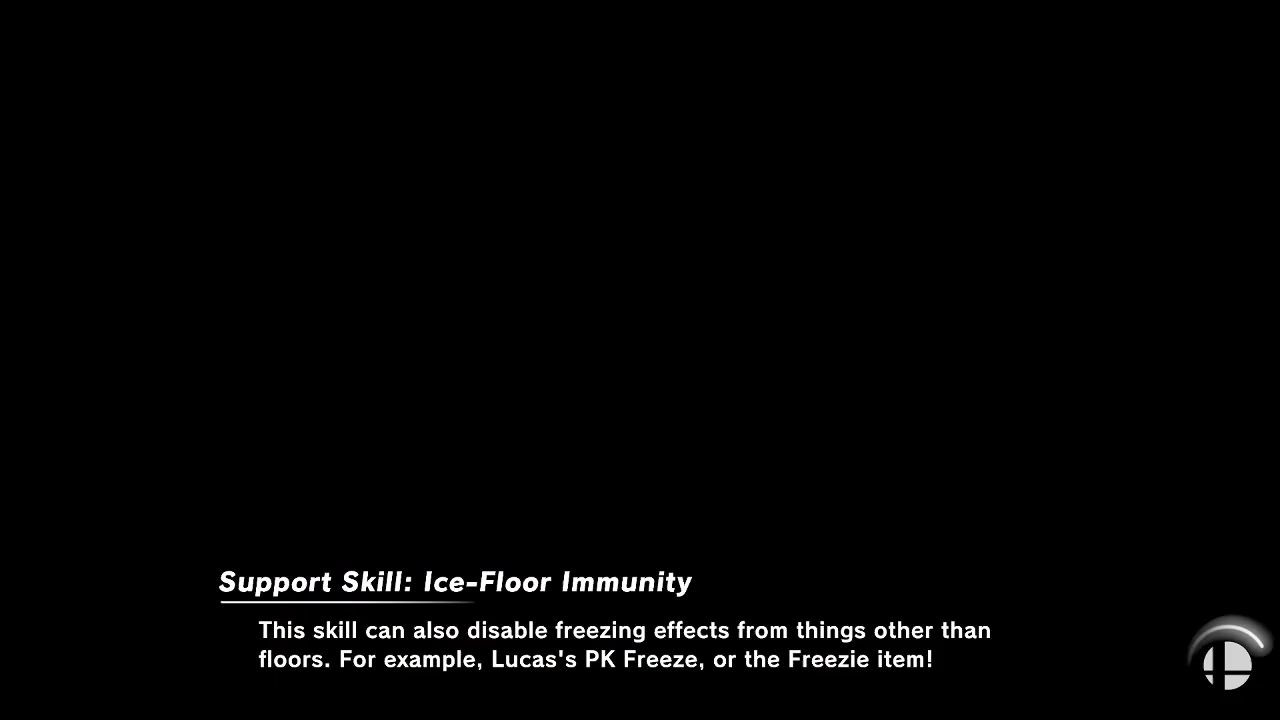 Support Skill: Ice-Floor Immunity
This skill can also disable freezing effects from things other than
floors. For example, Lucas's PK Freeze, or the Freezie item!